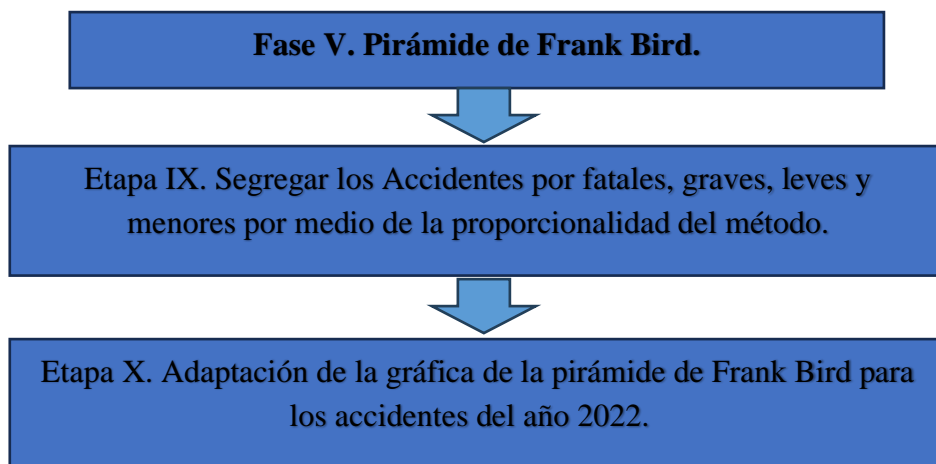 Fase V. Pirámide de Frank Bird.
Etapa IX. Segregar los Accidentes por fatales, graves, leves y
menores por medio de la proporcionalidad del método.
Etapa X. Adaptación de la gráfica de la pirámide de Frank Bird para
los accidentes del año 2022.